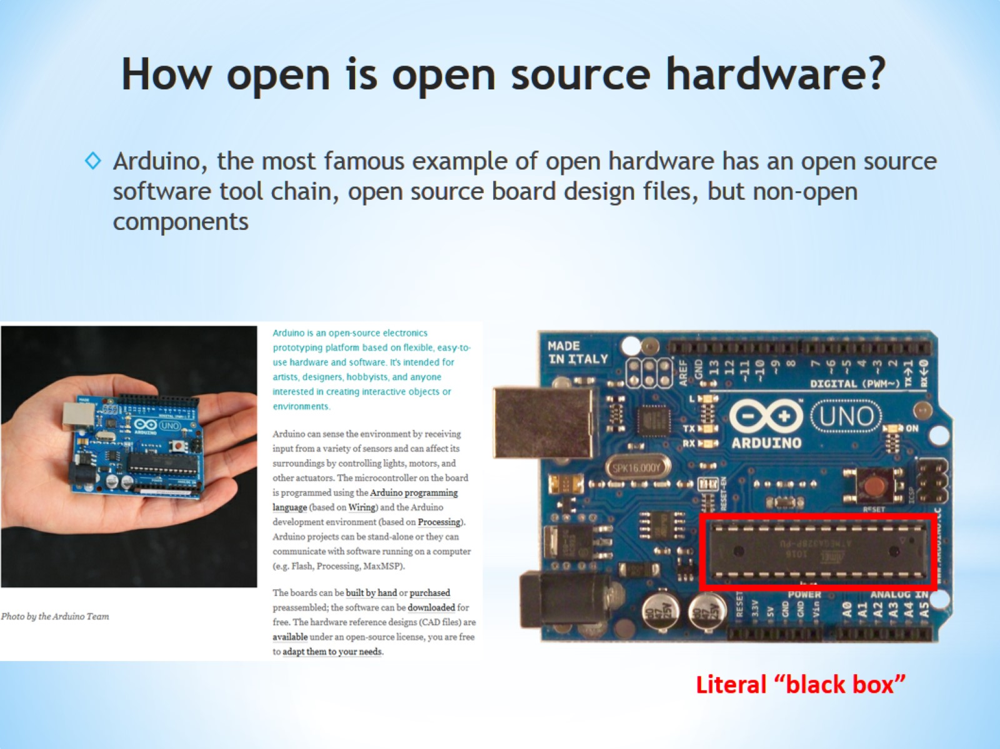 How open is open source hardware?
Arduino, the most famous example of open hardware has an open source
software tool chain, open source board design files, but non-open
components
Arduino is an open-source electronics
prototyping platform based on flexible, easy-to-
use hardware and software. It's intended for
artists, designers, hobbyists, and anyone
interested in creating interactive objects or
environments.
Arduino can sense the environment by receiving
input from a variety of sensors and can affect its
surroundings by controlling lights, motors, and
other actuators. The microcontroller on the board
is programmed using the Arduino programming
language (based on Wiring) and the Arduino
development environment (based on Processing).
Arduino projects can be stand-alone or they can
communicate with software running on a computer
(e.g. Flash, Processing, MaxMSP).
The boards can be built by hand or purchased
preassembled; the software can be downloaded for
free. The hardware reference designs (CAD files) are
available under an open-source license, you are free
to adapt them to your needs.
ARDUINO
UNO
Photo by the Arduino Team
MADE
IN ITALY
AREF
GND
13
12
~11
~10
~9
8
7
~6
~5
4
~3
2
TX→1
RX←0
DIGITAL (PWM~)
L
TX
RX
UNO
ON
ARDUINO
SPK16.000Y
RESET-EN
ICSP
RESET
WWW.ARDUINO.CC
ATMEGA328P-PU
POWER
ANALOG IN
RESET
3.3V
5V
GND
GND
Vin
A0
A1
A2
A3
A4
A5
47
25V
47
25V
Literal “black box”